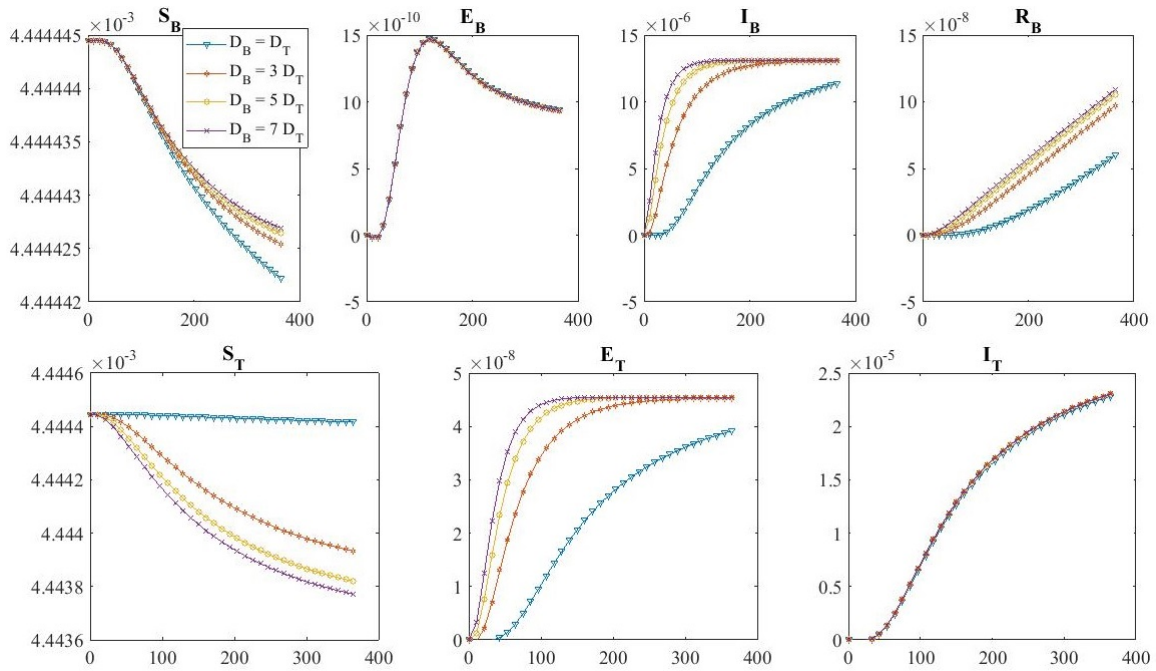 S_B
×10^-3
4.444445
4.44444
4.444435
4.44443
4.444425
4.44442
0 200 400
D_B = D_T
D_B = 3 D_T
D_B = 5 D_T
D_B = 7 D_T
E_B
×10^-10
15
10
5
0
-5
0 100 200 300 400
I_B
×10^-6
15
10
5
0
-5
0 200 400
R_B
×10^-8
15
10
5
0
-5
0 200 400
S_T
×10^-3
4.4446
4.4444
4.4442
4.444
4.4438
4.4436
0 100 200 300 400
E_T
×10^-8
5
4
3
2
1
0
0 100 200 300 400
I_T
×10^-5
2.5
2
1.5
1
0.5
0
0 100 200 300 400